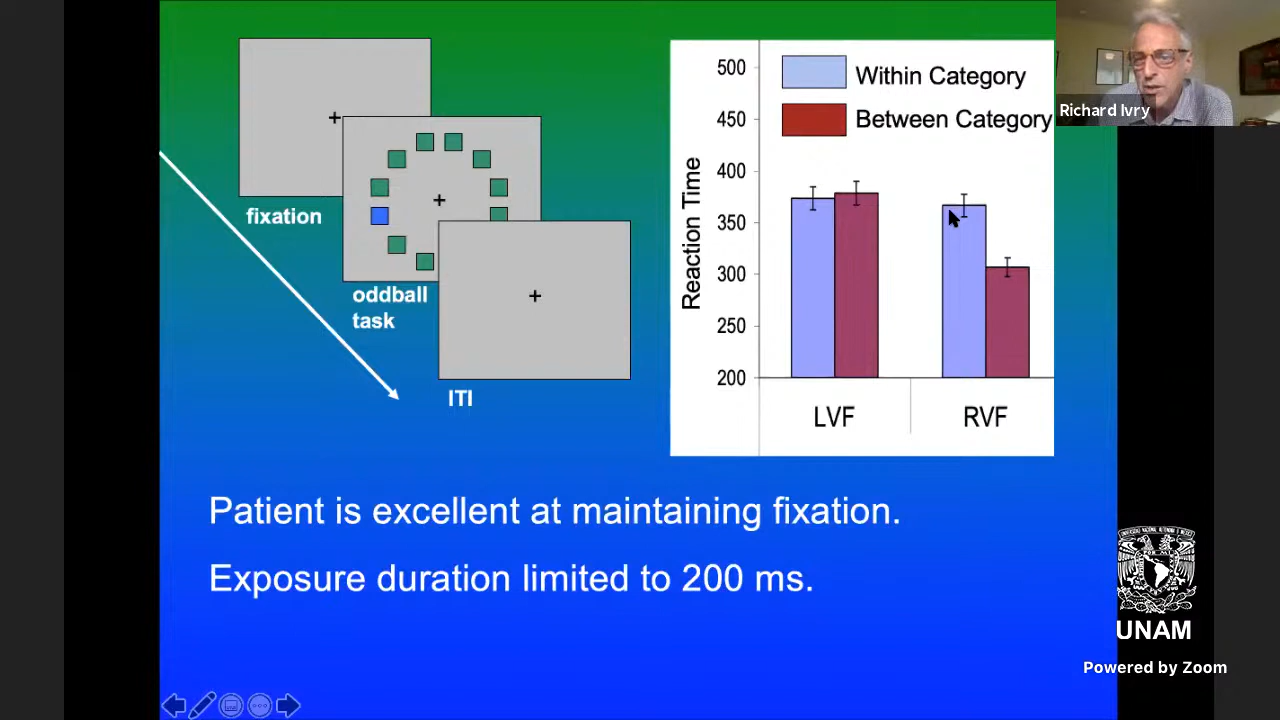 fixation
oddball
task
ITI
500
450
400
350
300
250
200
Reaction Time
Within Category
Between Category
LVF
RVF
Richard Ivry
Patient is excellent at maintaining fixation.
Exposure duration limited to 200 ms.
UNAM
Powered by Zoom